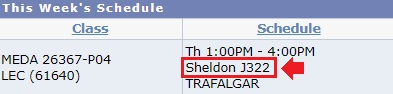 This Week's Schedule
Class Schedule
MEDA 26367-P04
LEC (61640)
Th 1:00PM - 4:00PM
Sheldon J322
TRAFALGAR